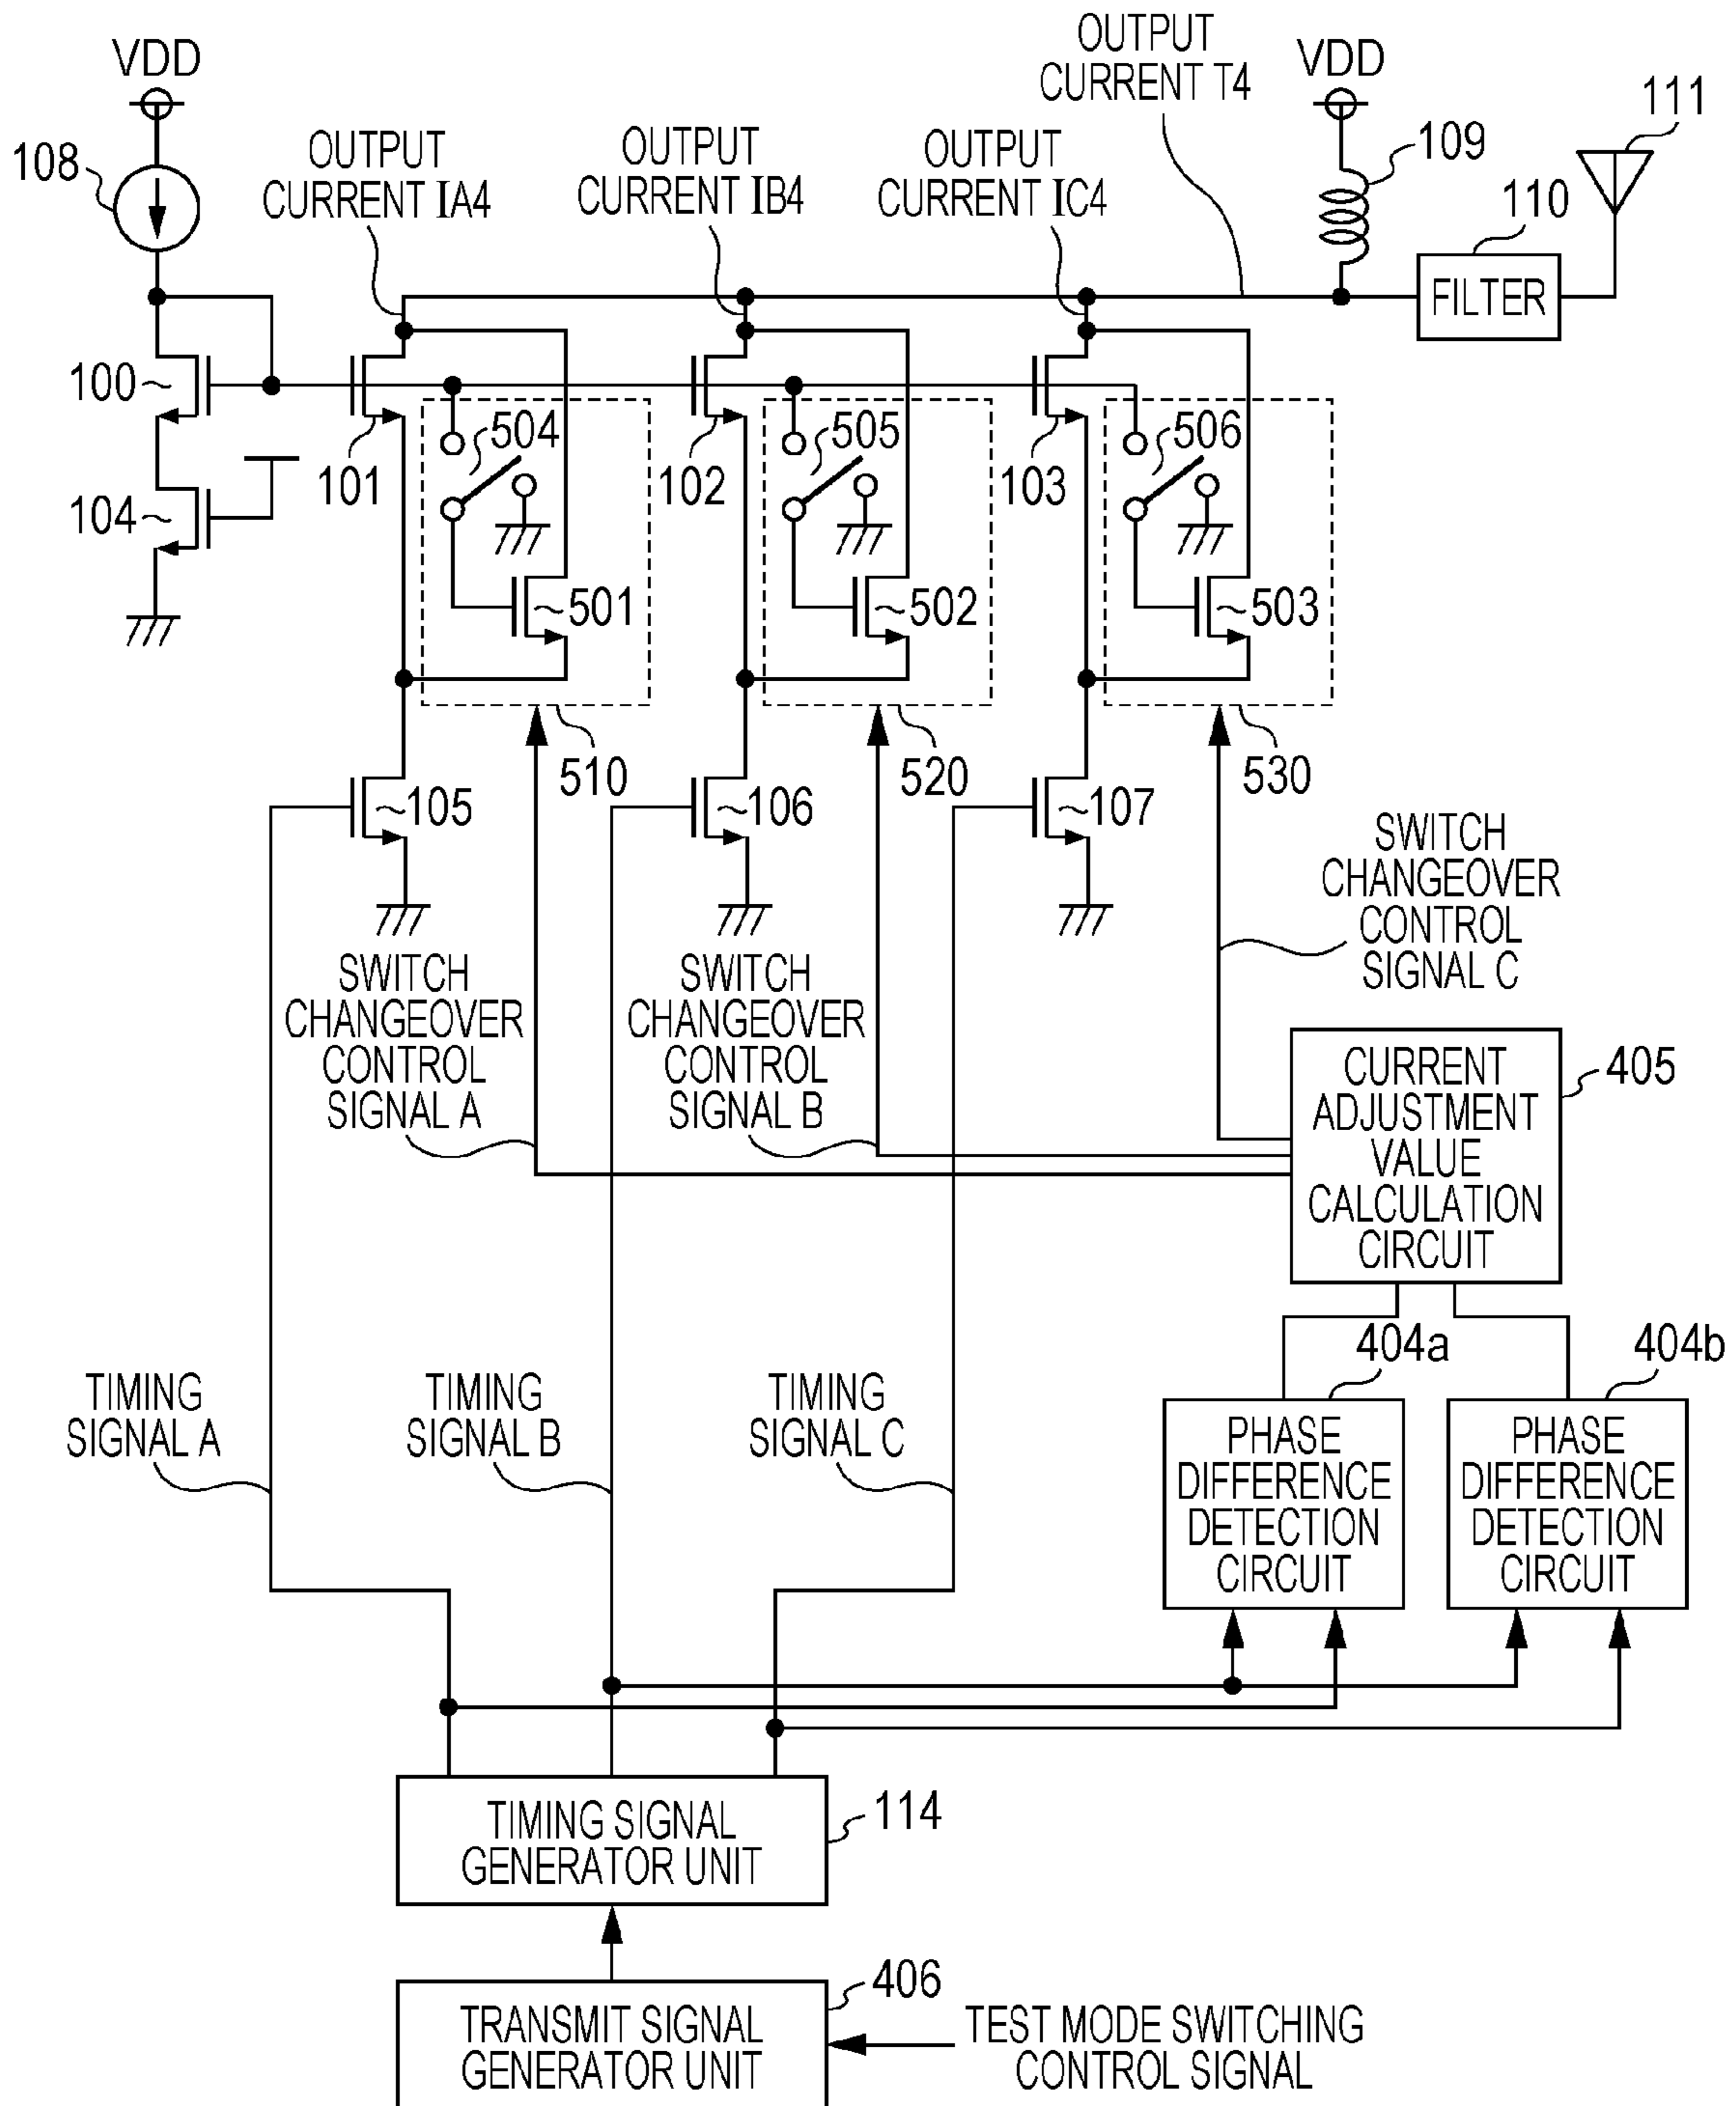 VDD
108
OUTPUT
CURRENT IA4
OUTPUT
CURRENT IB4
OUTPUT
CURRENT IC4
OUTPUT
CURRENT T4
VDD
109
110
111
FILTER
100
101
102
103
104
504
505
506
501
502
503
510
520
530
105
106
107
SWITCH
CHANGEOVER
CONTROL
SIGNAL A
SWITCH
CHANGEOVER
CONTROL
SIGNAL B
SWITCH
CHANGEOVER
CONTROL
SIGNAL C
CURRENT
ADJUSTMENT
VALUE
CALCULATION
CIRCUIT
405
TIMING
SIGNAL A
TIMING
SIGNAL B
TIMING
SIGNAL C
404a
404b
PHASE
DIFFERENCE
DETECTION
CIRCUIT
PHASE
DIFFERENCE
DETECTION
CIRCUIT
TIMING SIGNAL
GENERATOR UNIT
114
TRANSMIT SIGNAL
GENERATOR UNIT
406
TEST MODE SWITCHING
CONTROL SIGNAL